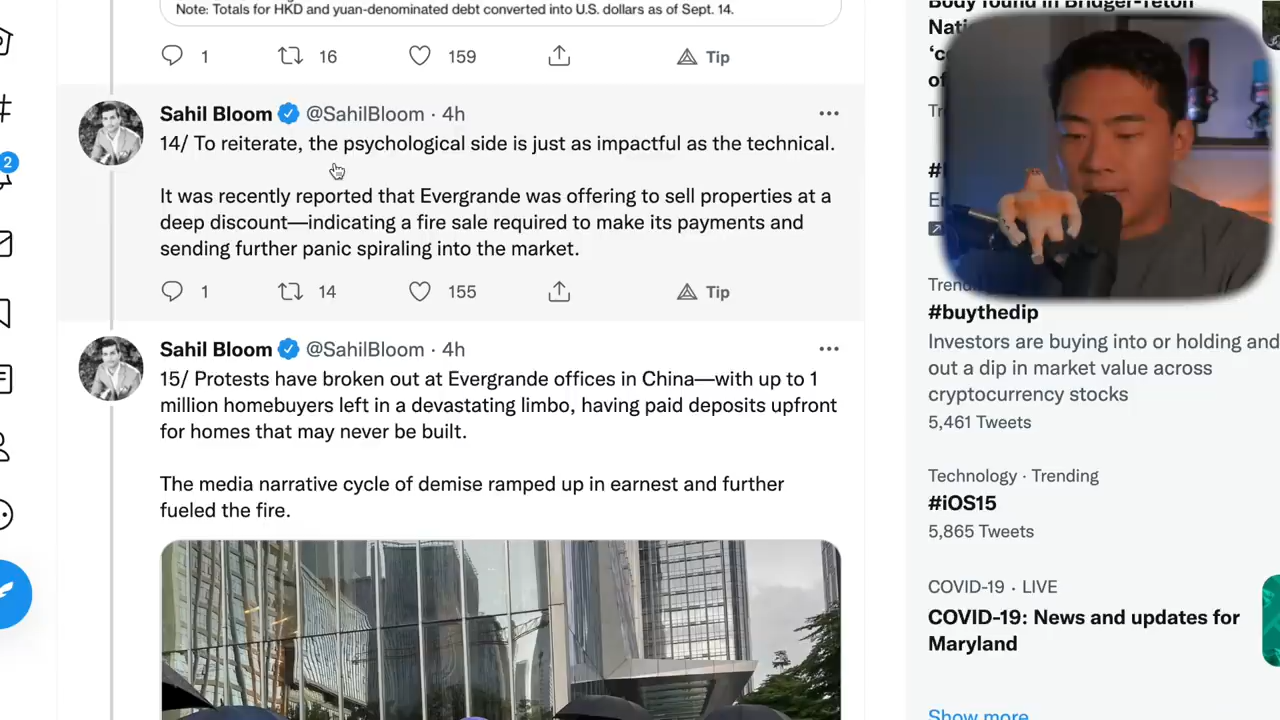 Note: Totals for HKD and yuan-denominated debt converted into U.S. dollars as of Sept. 14.
1 16 159 Tip
Sahil Bloom @SahilBloom · 4h
14/ To reiterate, the psychological side is just as impactful as the technical.
It was recently reported that Evergrande was offering to sell properties at a
deep discount—indicating a fire sale required to make its payments and
sending further panic spiraling into the market.
1 14 155 Tip
Sahil Bloom @SahilBloom · 4h
15/ Protests have broken out at Evergrande offices in China—with up to 1
million homebuyers left in a devastating limbo, having paid deposits upfront
for homes that may never be built.
The media narrative cycle of demise ramped up in earnest and further
fueled the fire.
2
Body found in Bridger-Teton
#buythedip
Investors are buying into or holding and
out a dip in market value across
cryptocurrency stocks
5,461 Tweets
Technology · Trending
#iOS15
5,865 Tweets
COVID-19 · LIVE
COVID-19: News and updates for
Maryland
Show more